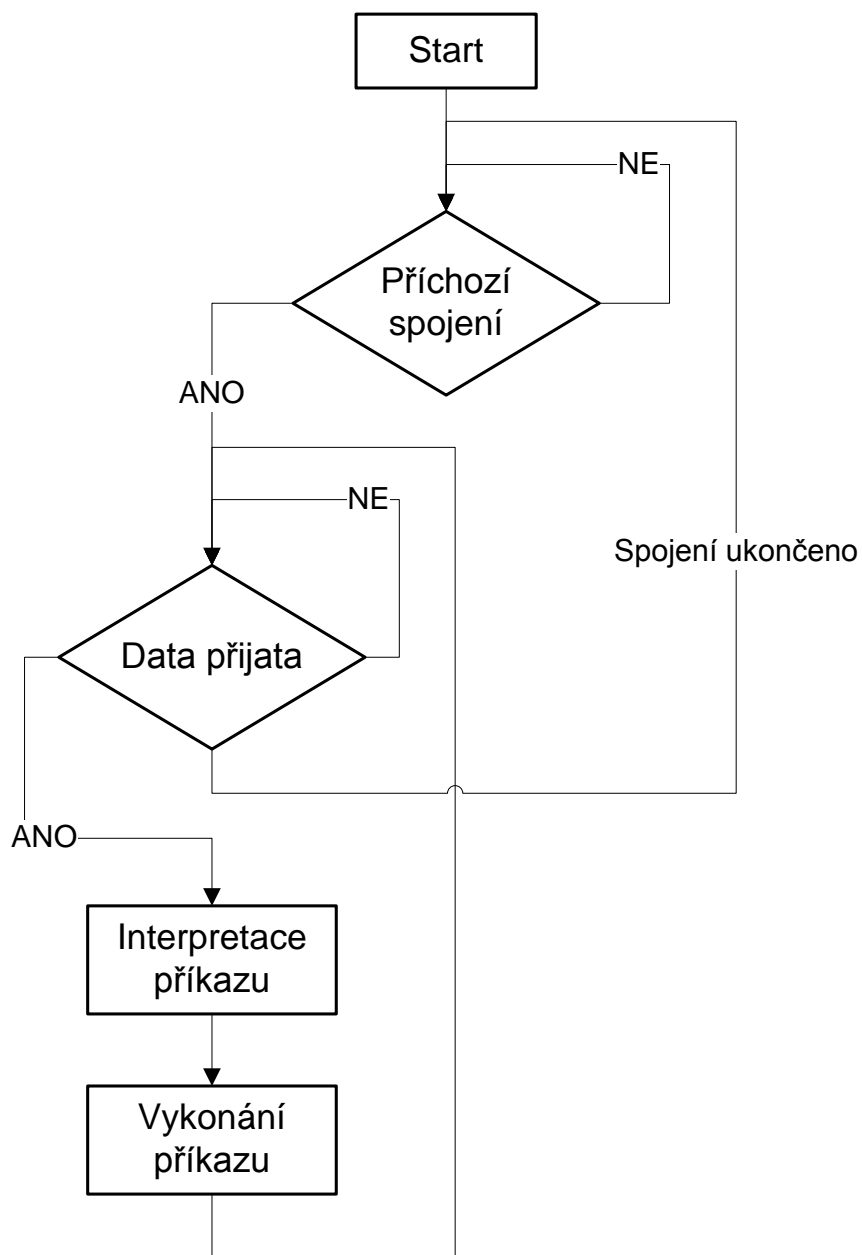 Start
NE
Příchozí
spojení
ANO
NE
Spojení ukončeno
Data přijata
ANO
Interpretace
příkazu
Vykonání
příkazu